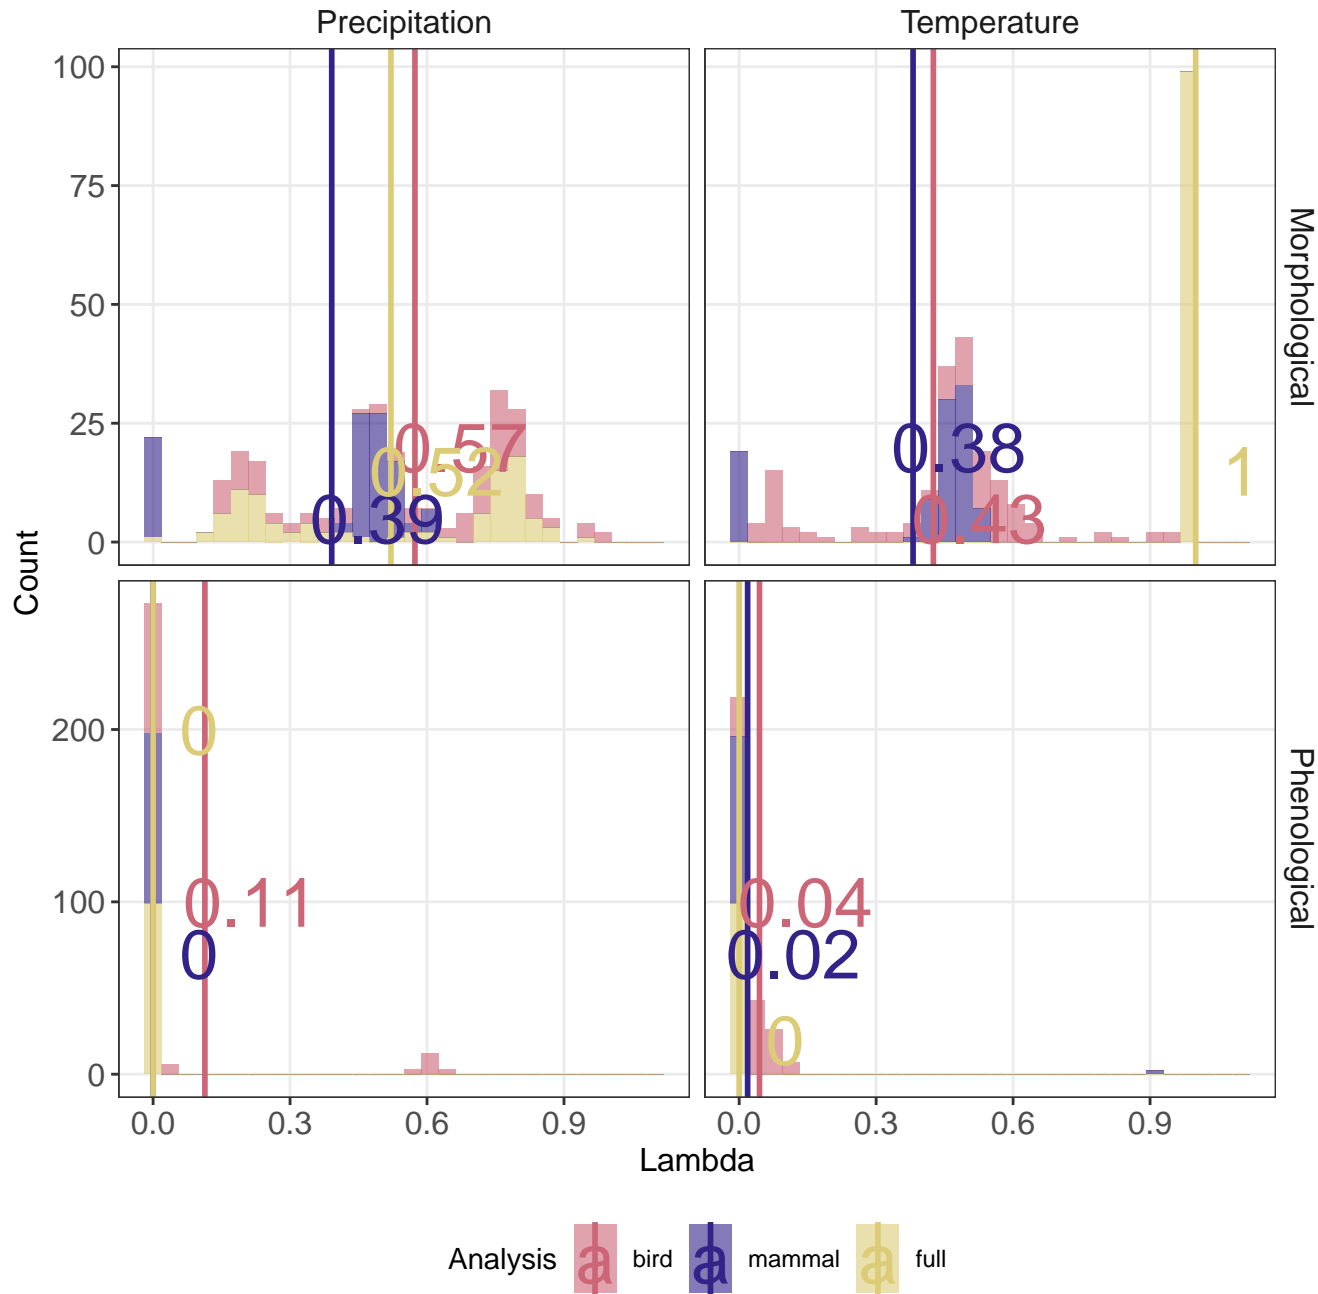 Precipitation Temperature
100
75
50
25
0
0.57
0.52
0.39
0.38
0.43
1
Morphological
Count
200
100
0
0
0.11
0
0.04
0.02
0
Phenological
0.0 0.3 0.6 0.9 0.0 0.3 0.6 0.9
Lambda
Analysis a bird a mammal a full